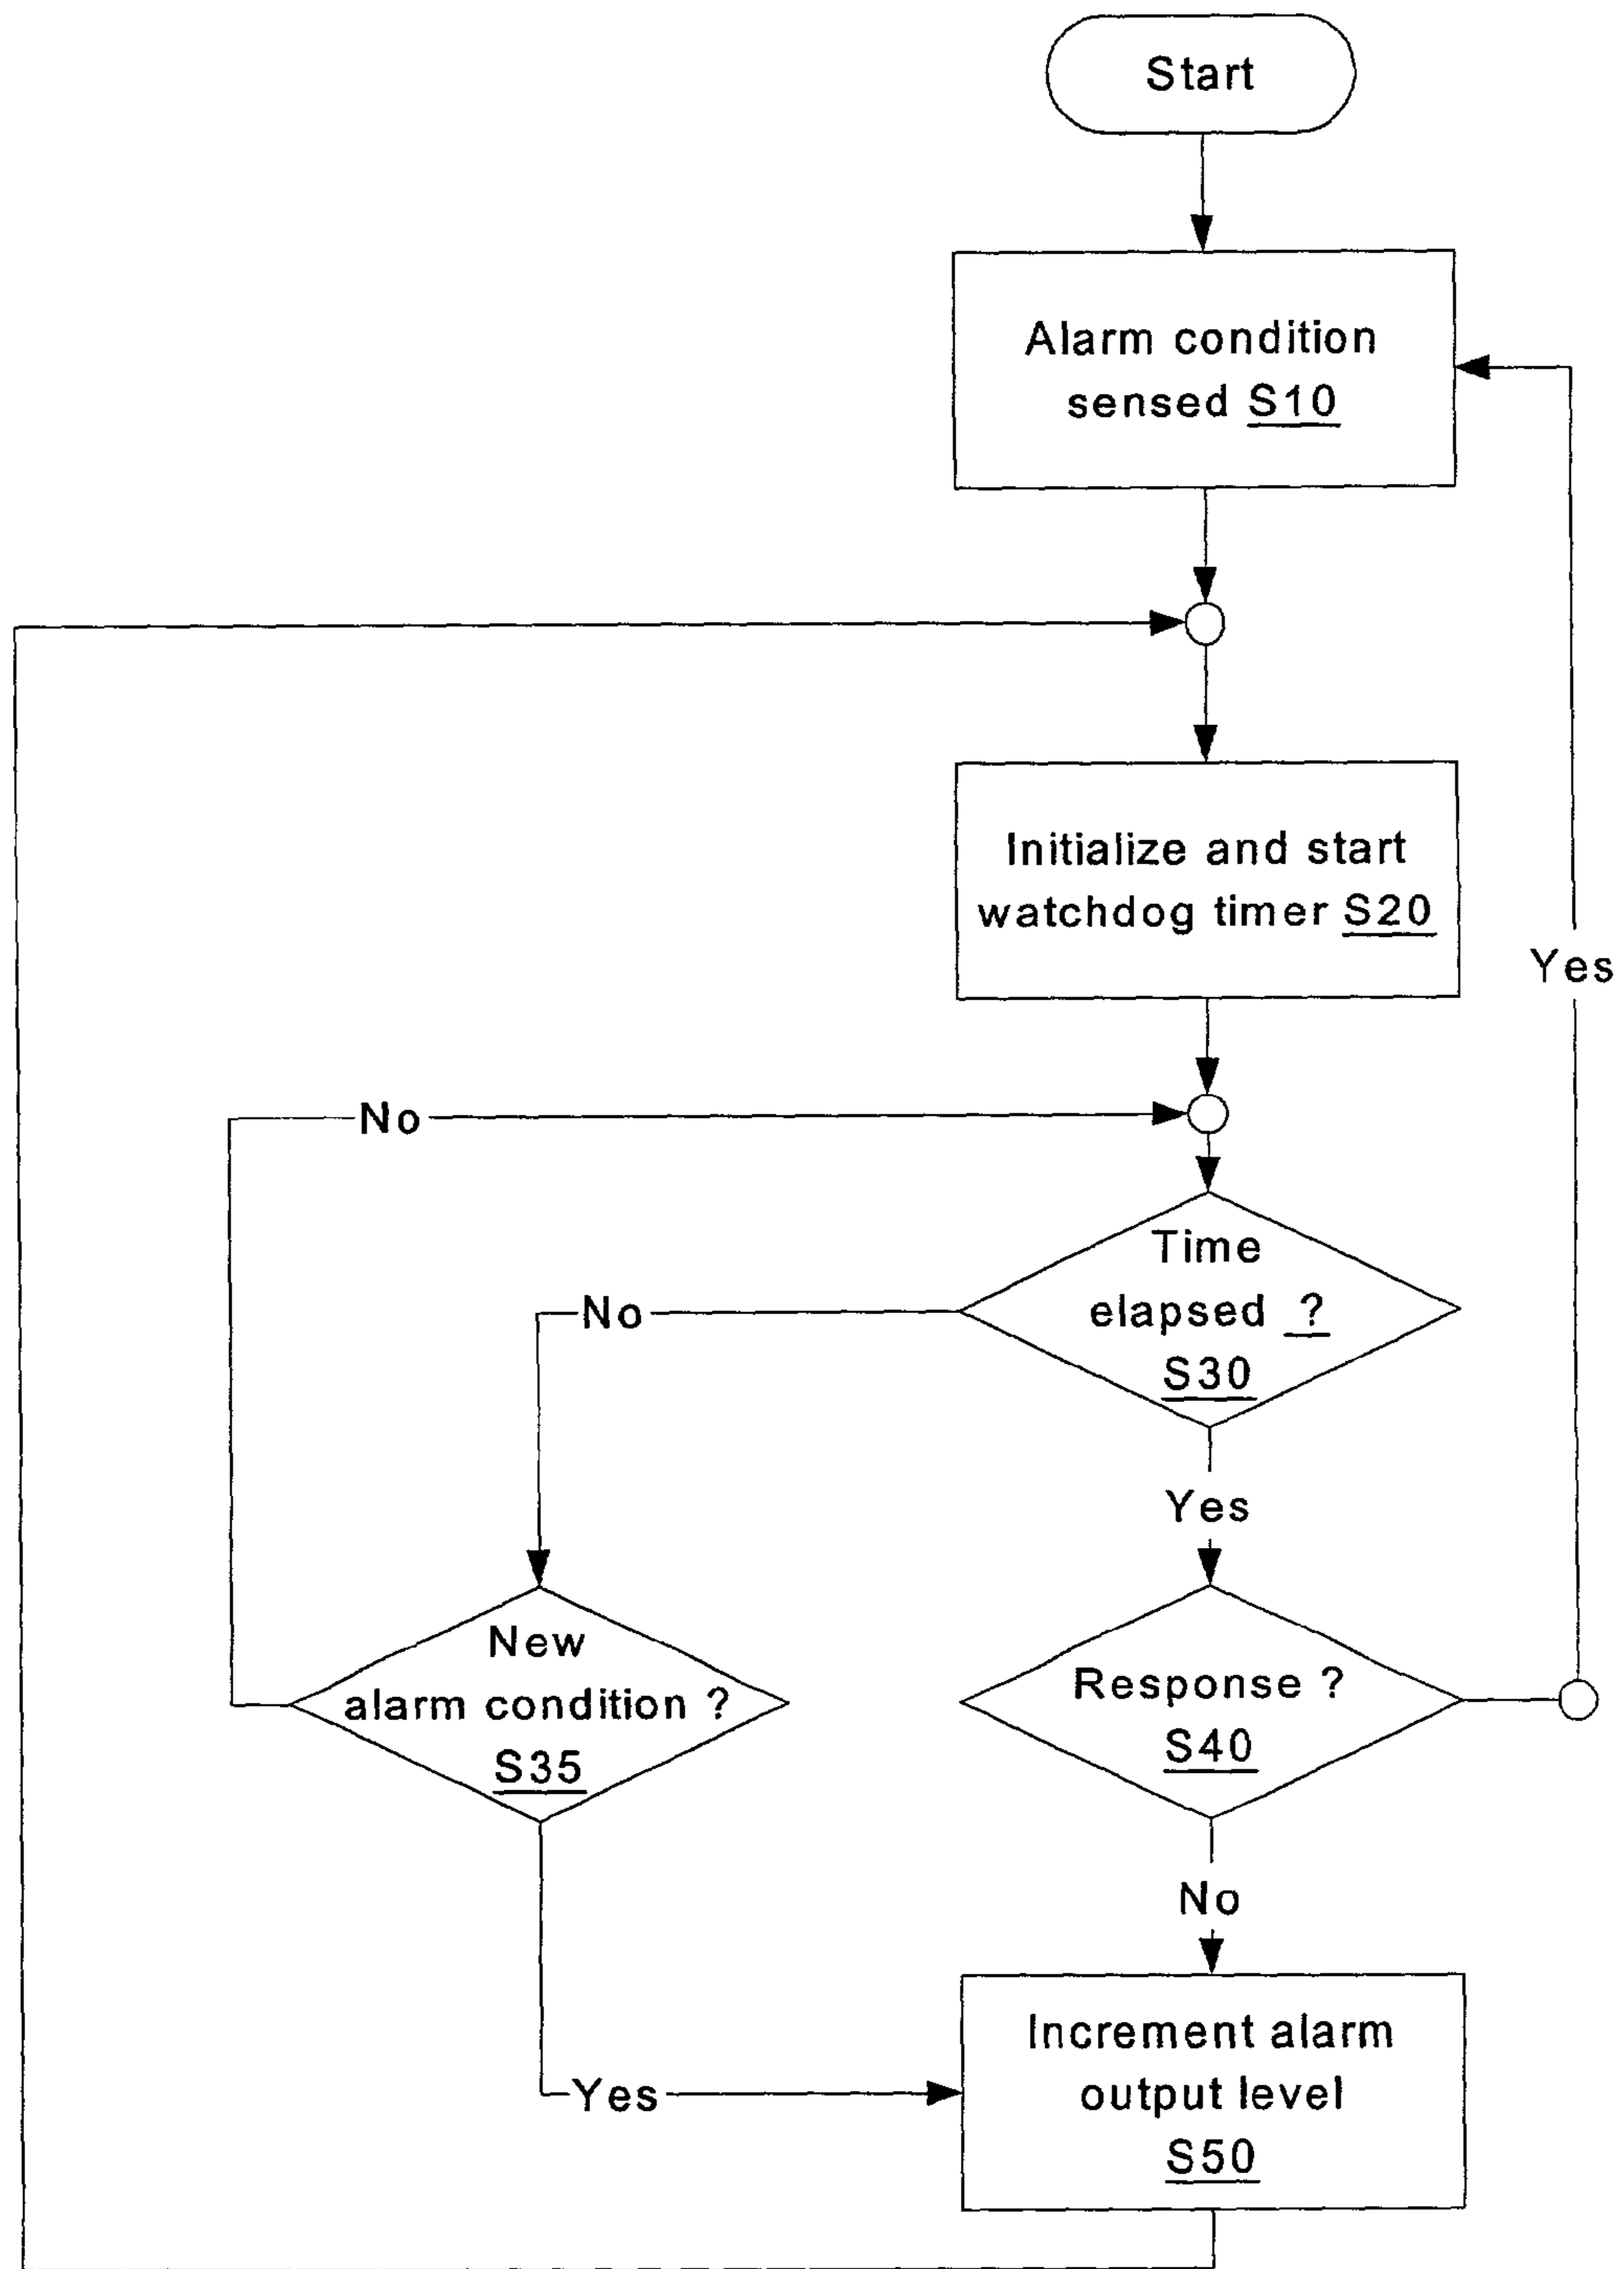 Start
Alarm condition
sensed S10
Initialize and start
watchdog timer S20
Yes
No
Time
elapsed ?
S30
No
Yes
New
alarm condition ?
S35
Response ?
S40
No
Yes
Increment alarm
output level
S50